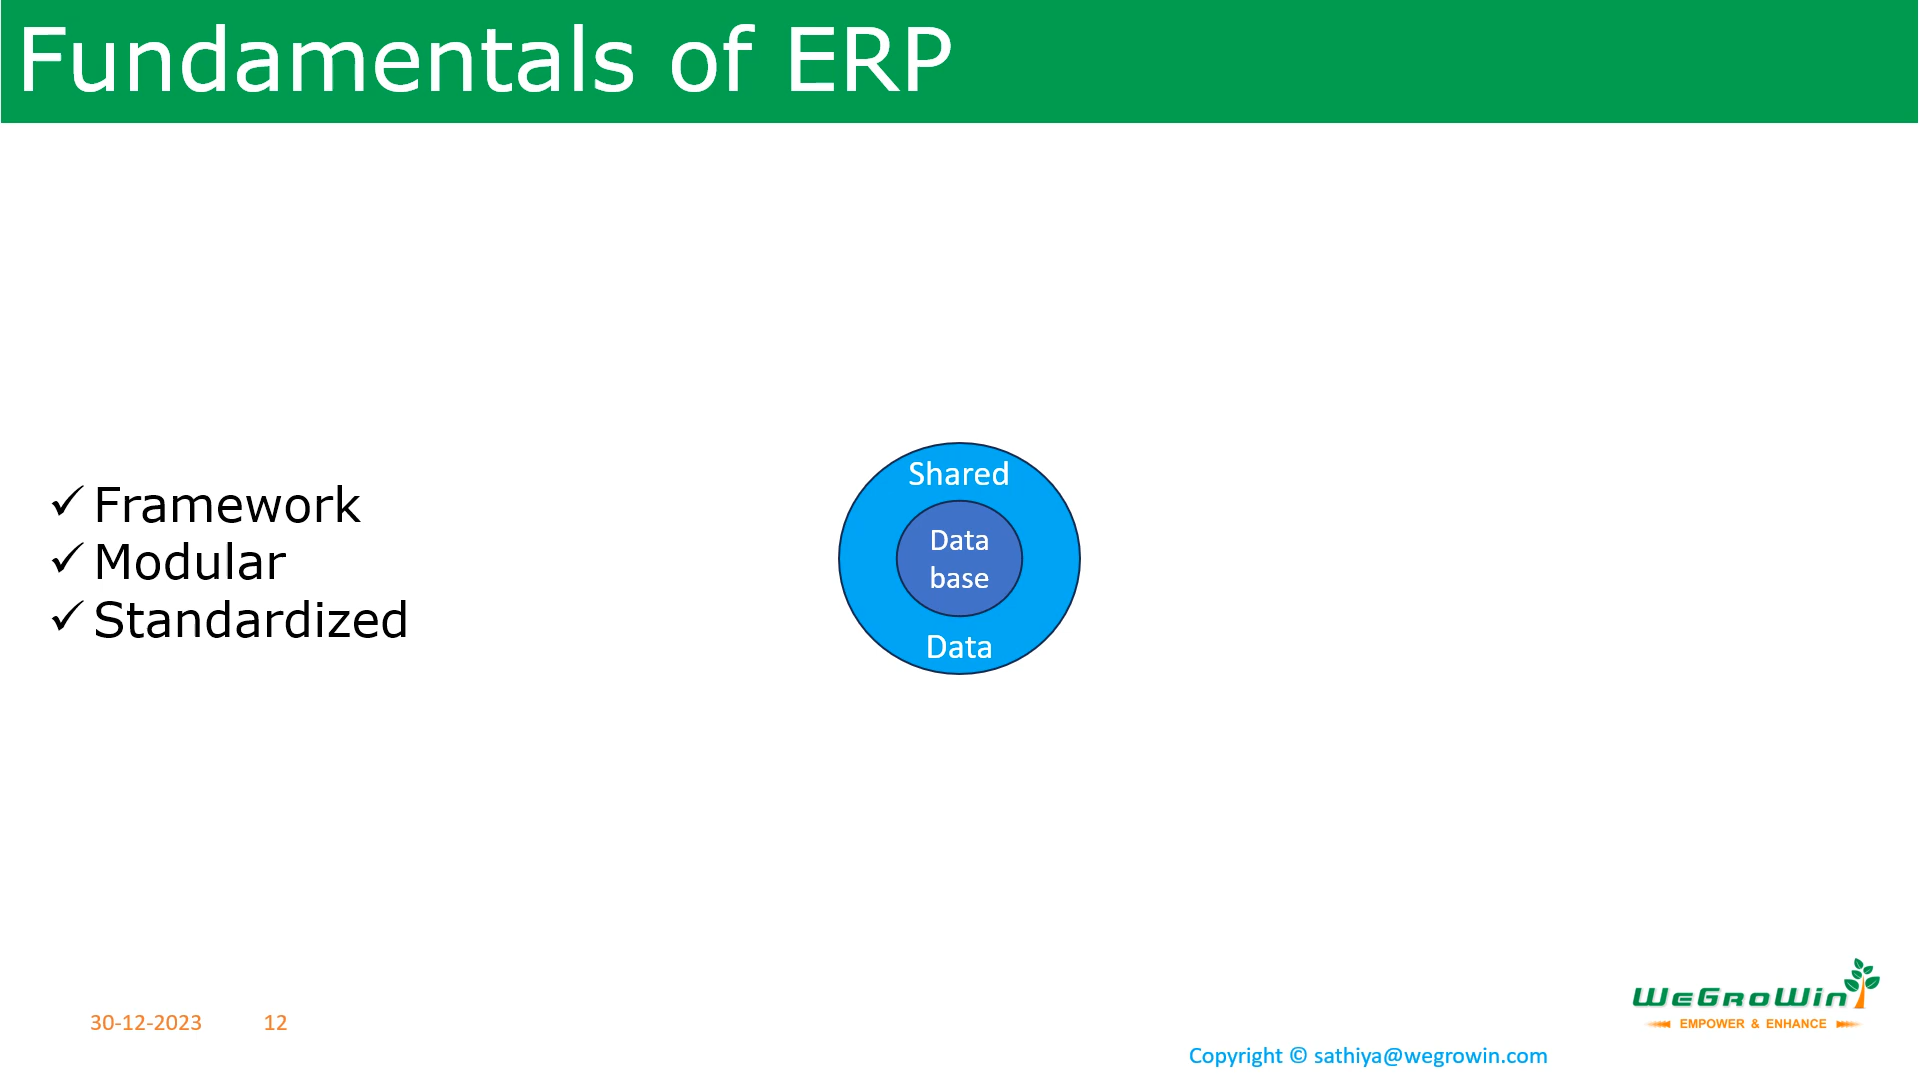 Fundamentals of ERP
✓ Framework
✓ Modular
✓ Standardized
Shared
Data
base
Data
30-12-2023
12
WeGroWin
EMPOWER & ENHANCE
Copyright © sathiya@wegrowin.com